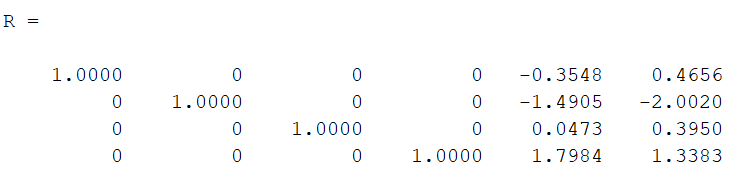 R =
1.0000 0 0 0 -0.3548 0.4656
0 1.0000 0 0 -1.4905 -2.0020
0 0 1.0000 0 0.0473 0.3950
0 0 0 1.0000 1.7984 1.3383